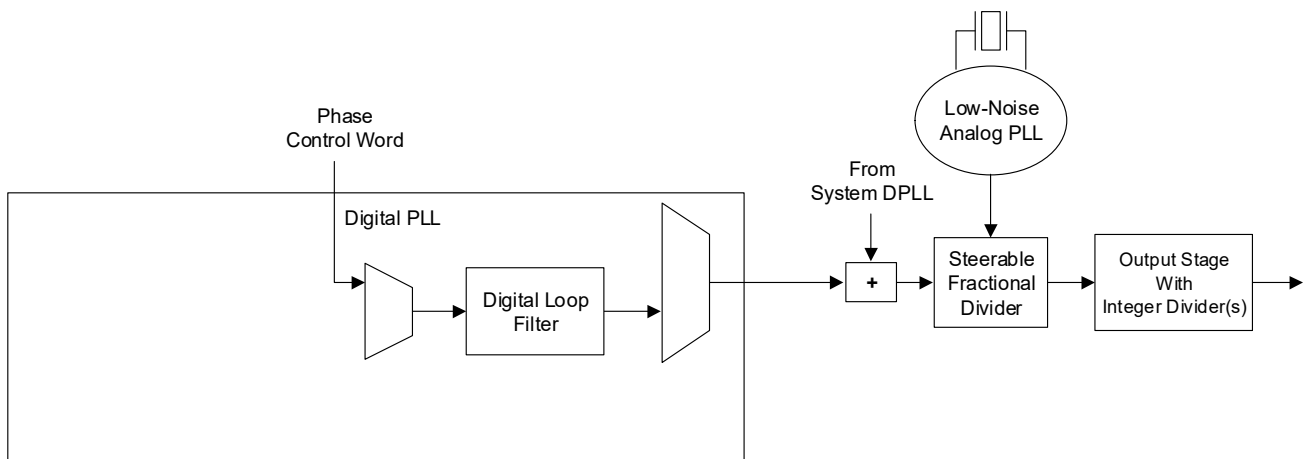 Low-Noise
Analog PLL
Phase
Control Word
From
System DPLL
Digital PLL
Digital Loop
Filter
+
Steerable
Fractional
Divider
Output Stage
With
Integer Divider(s)